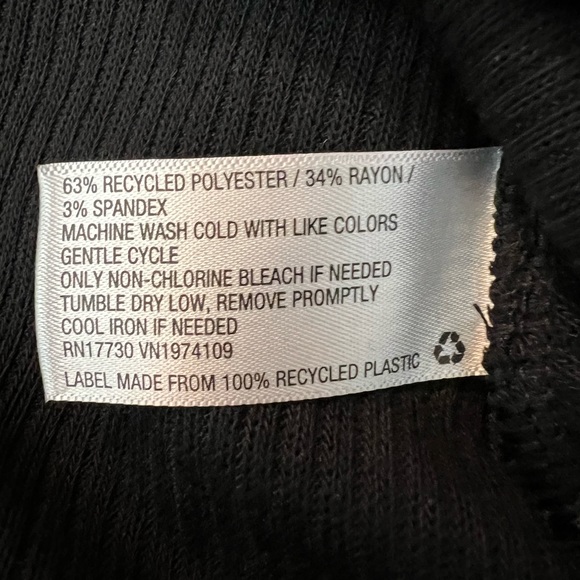 63% RECYCLED POLYESTER / 34% RAYON /
3% SPANDEX
MACHINE WASH COLD WITH LIKE COLORS
GENTLE CYCLE
ONLY NON-CHLORINE BLEACH IF NEEDED
TUMBLE DRY LOW, REMOVE PROMPTLY
COOL IRON IF NEEDED
RN17730 VN1974109
LABEL MADE FROM 100% RECYCLED PLASTIC